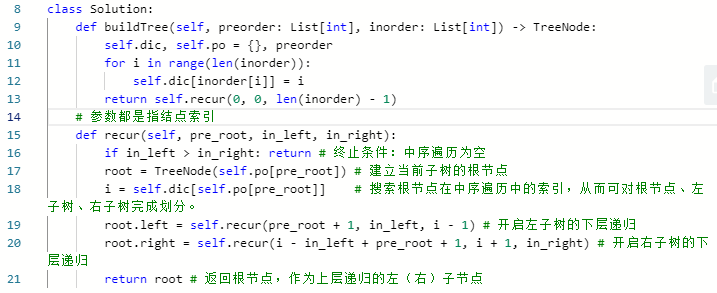 8 class Solution:
9 def buildTree(self, preorder: List[int], inorder: List[int]) -> TreeNode:
10 self.dic, self.po = {}, preorder
11 for i in range(len(inorder)):
12 self.dic[inorder[i]] = i
13 return self.recur(0, 0, len(inorder) - 1)
14 # 参数都是指结点索引
15 def recur(self, pre_root, in_left, in_right):
16 if in_left > in_right: return # 终止条件：中序遍历为空
17 root = TreeNode(self.po[pre_root]) # 建立当前子树的根节点
18 i = self.dic[self.po[pre_root]] # 搜索根节点在中序遍历中的索引，从而可对根节点、左
子树、右子树完成划分。
19 root.left = self.recur(pre_root + 1, in_left, i - 1) # 开启左子树的下层递归
20 root.right = self.recur(i - in_left + pre_root + 1, i + 1, in_right) # 开启右子树的下
层递归
21 return root # 返回根节点，作为上层递归的左（右）子节点